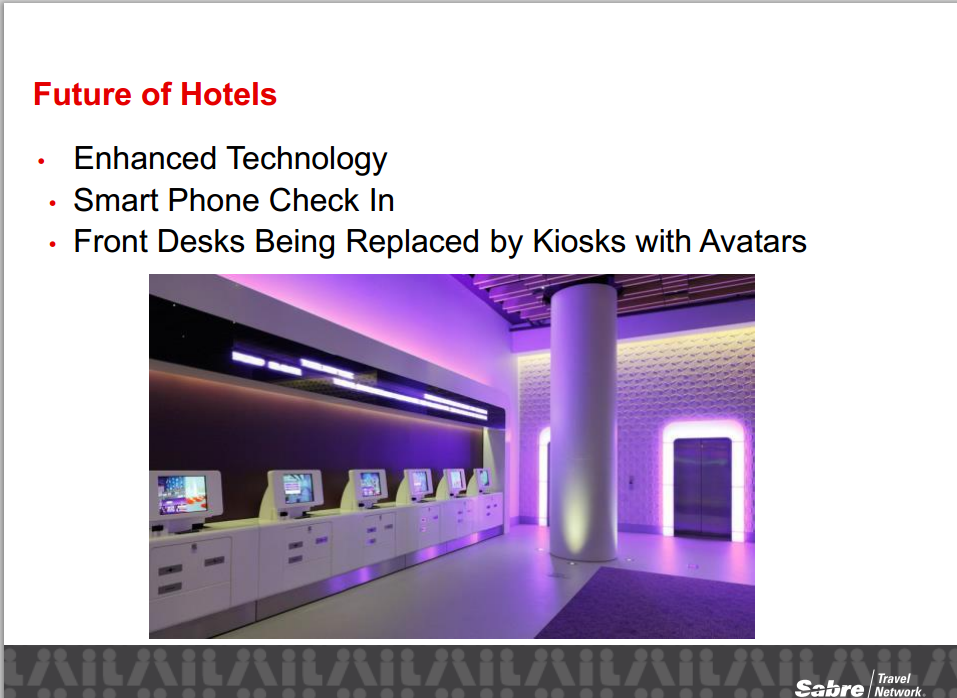 Future of Hotels
• Enhanced Technology
• Smart Phone Check In
• Front Desks Being Replaced by Kiosks with Avatars
Sabre Travel
Network